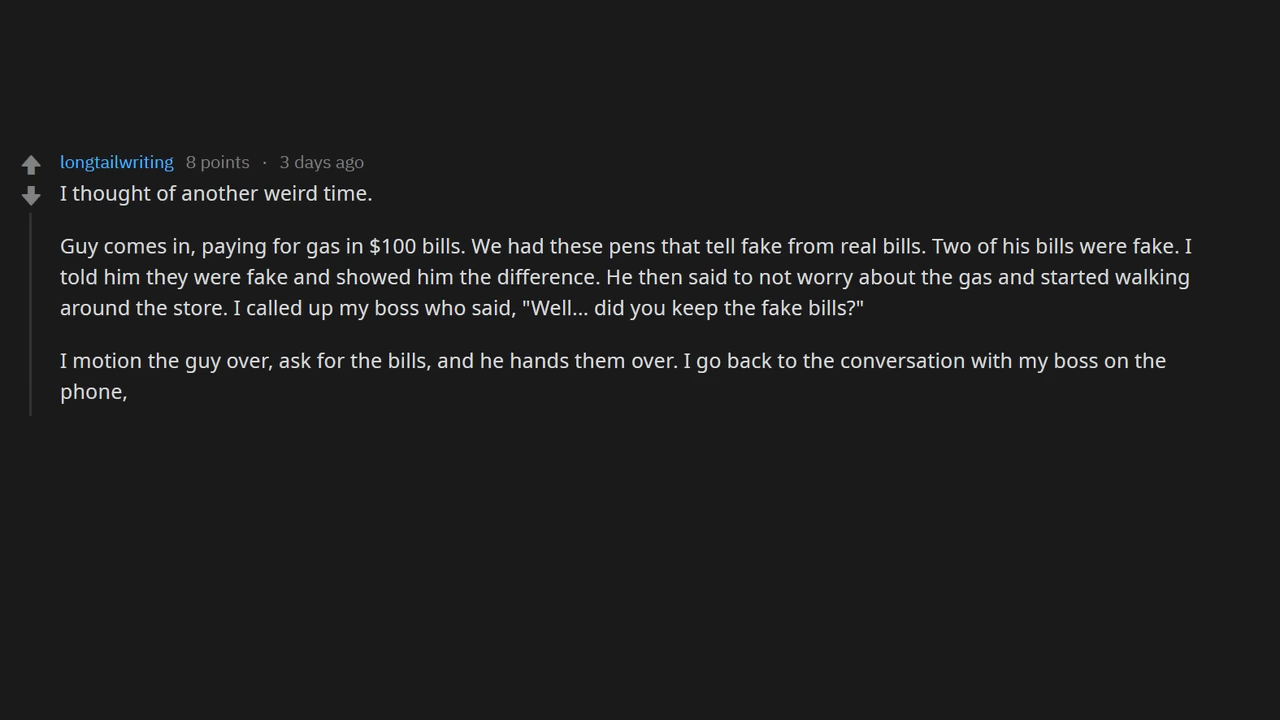 longtailwriting 8 points · 3 days ago
I thought of another weird time.
Guy comes in, paying for gas in $100 bills. We had these pens that tell fake from real bills. Two of his bills were fake. I
told him they were fake and showed him the difference. He then said to not worry about the gas and started walking
around the store. I called up my boss who said, "Well... did you keep the fake bills?"
I motion the guy over, ask for the bills, and he hands them over. I go back to the conversation with my boss on the
phone,